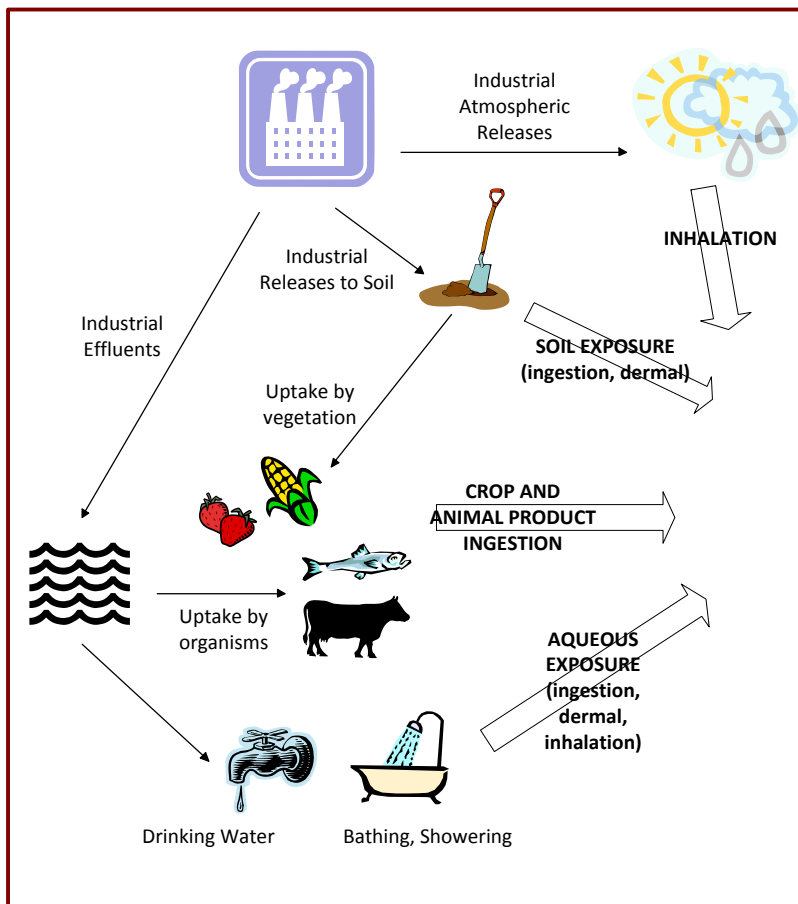 Industrial
Atmospheric
Releases
INHALATION
Industrial
Releases to Soil
Industrial
Effluents
SOIL EXPOSURE
(ingestion, dermal)
Uptake by
vegetation
CROP AND
ANIMAL PRODUCT
INGESTION
Uptake by
organisms
AQUEOUS
EXPOSURE
(ingestion,
dermal,
inhalation)
Drinking Water
Bathing, Showering